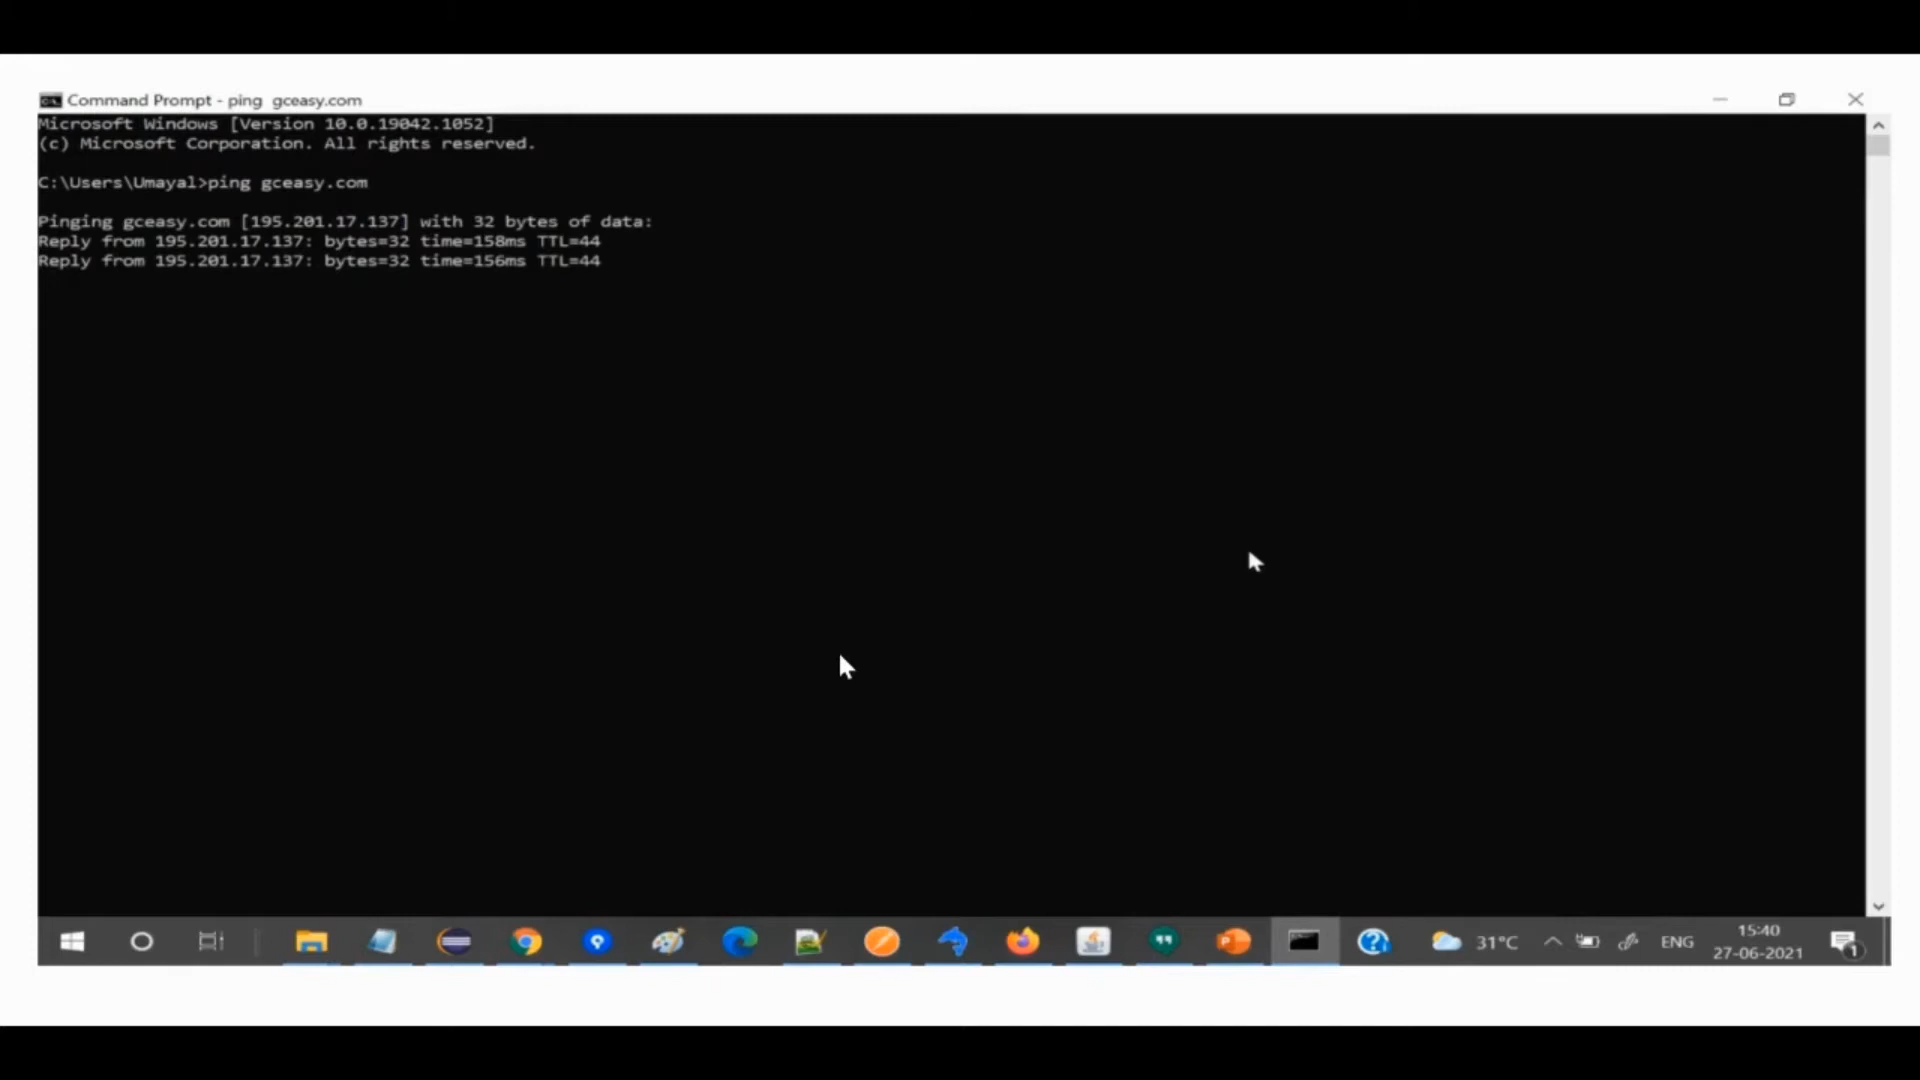 Command Prompt - ping  gceasy.com
Microsoft Windows [Version 10.0.19042.1052]
(c) Microsoft Corporation. All rights reserved.
C:\Users\Umayal>ping gceasy.com
Pinging gceasy.com [195.201.17.137] with 32 bytes of data:
Reply from 195.201.17.137: bytes=32 time=158ms TTL=44
Reply from 195.201.17.137: bytes=32 time=156ms TTL=44
31°C
ENG
15:40
27-06-2021
1